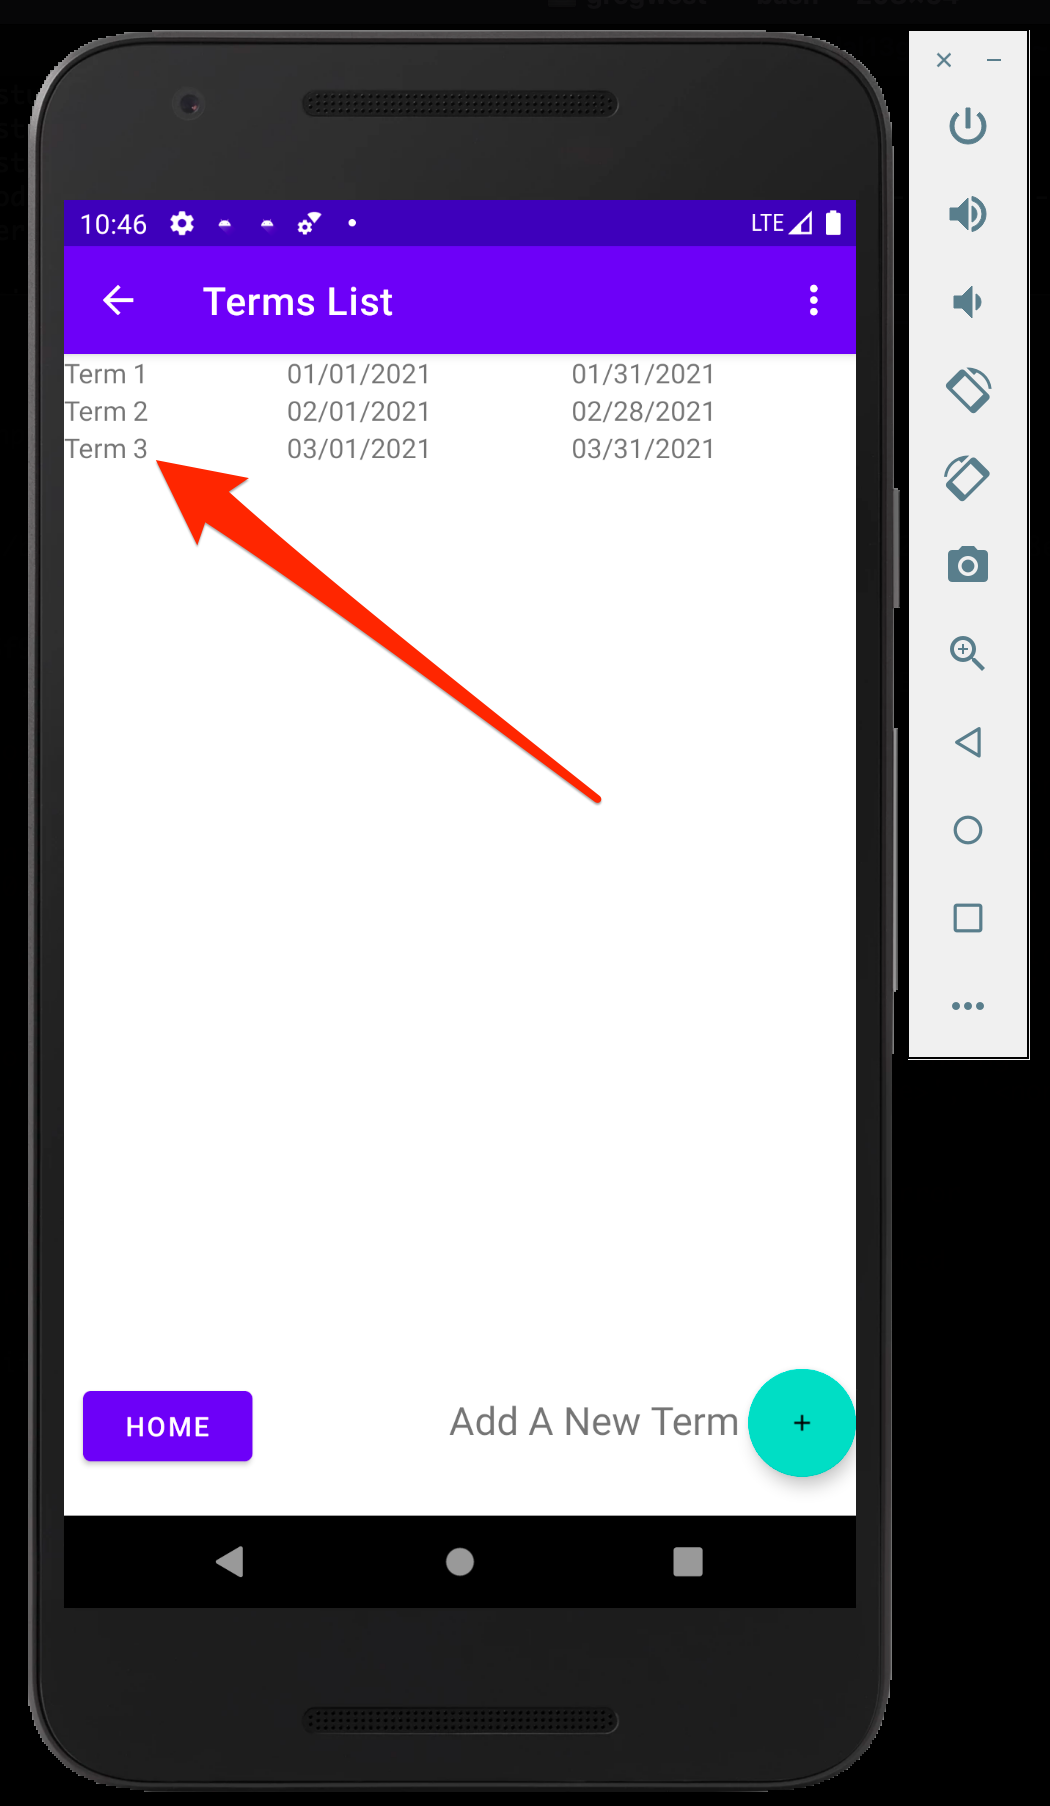 10:46 LTE
Terms List
Term 1 01/01/2021 01/31/2021
Term 2 02/01/2021 02/28/2021
Term 3 03/01/2021 03/31/2021
HOME Add A New Term +